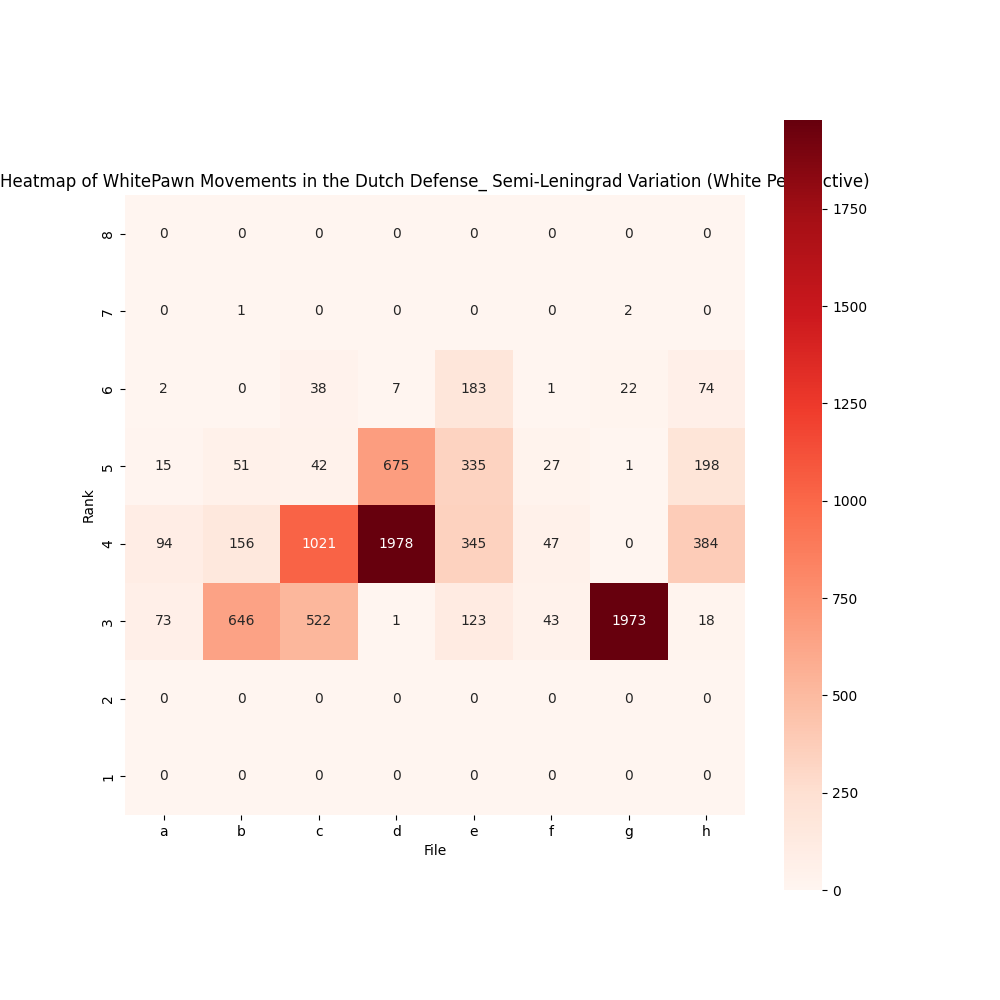 Heatmap of WhitePawn Movements in the Dutch Defense_ Semi-Leningrad Variation (White Pe ctive)
8 0 0 0 0 0 0 0 0
1750
7 0 1 0 0 0 0 2 0
1500
6 2 0 38 7 183 1 22 74
1250
5 15 51 42 675 335 27 1 198
1000
Rank
4 94 156 1021 1978 345 47 0 384
750
3 73 646 522 1 123 43 1973 18
500
2 0 0 0 0 0 0 0 0
250
1 0 0 0 0 0 0 0 0
a b c d e f g h
File
0